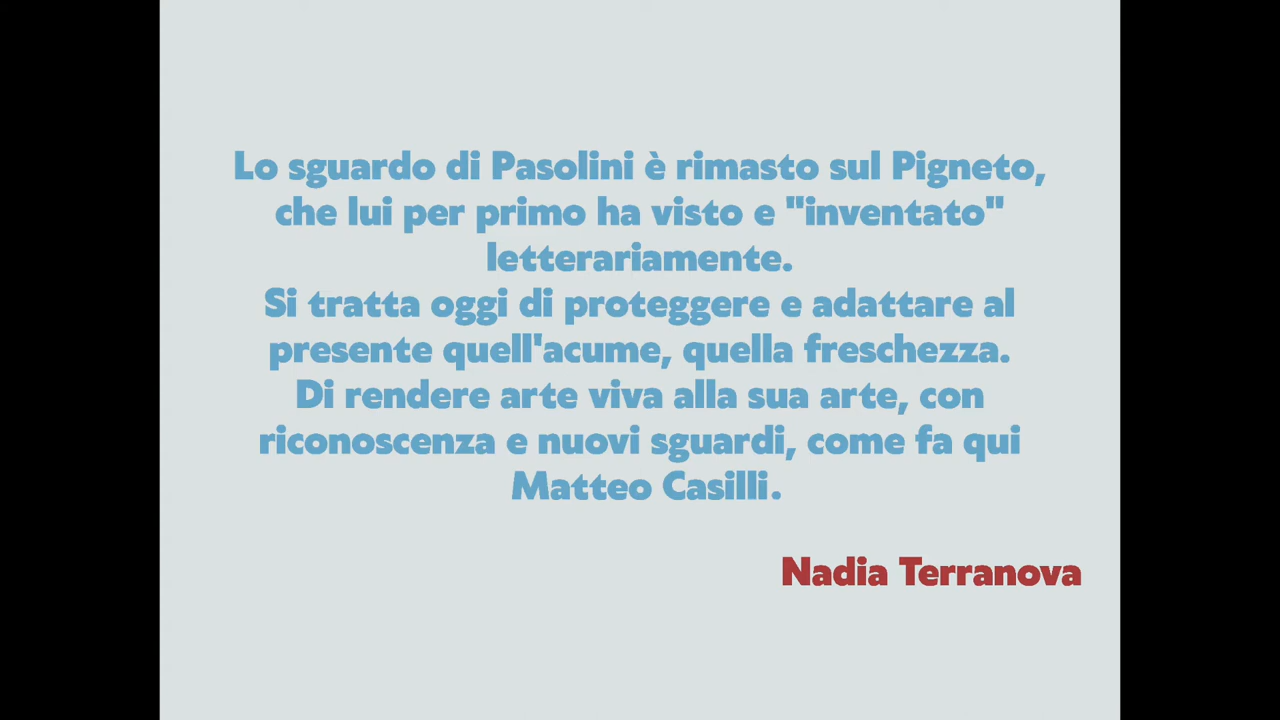 Lo sguardo di Pasolini è rimasto sul Pigneto,
che lui per primo ha visto e "inventato"
letterariamente.
Si tratta oggi di proteggere e adattare al
presente quell'acume, quella freschezza.
Di rendere arte viva alla sua arte, con
riconoscenza e nuovi sguardi, come fa qui
Matteo Casilli.
Nadia Terranova